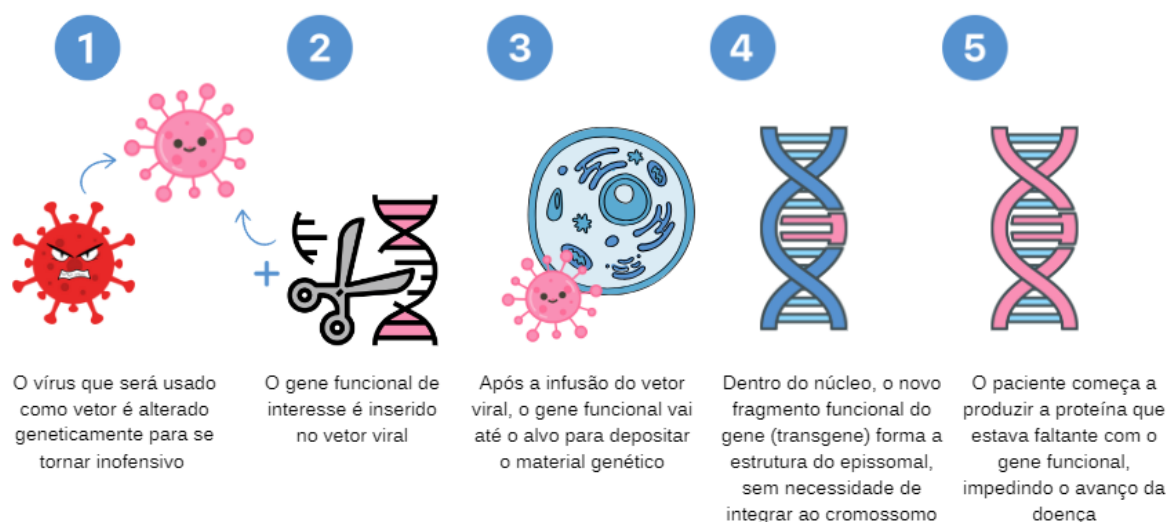 1
2
3
4
5
O vírus que será usado
como vetor é alterado
geneticamente para se
tornar inofensivo
O gene funcional de
interesse é inserido
no vetor viral
Após a infusão do vetor
viral, o gene funcional vai
até o alvo para depositar
o material genético
Dentro do núcleo, o novo
fragmento funcional do
gene (transgene) forma a
estrutura do epissomal,
sem necessidade de
integrar ao cromossomo
O paciente começa a
produzir a proteína que
estava faltante com o
gene funcional,
impedindo o avanço da
doença